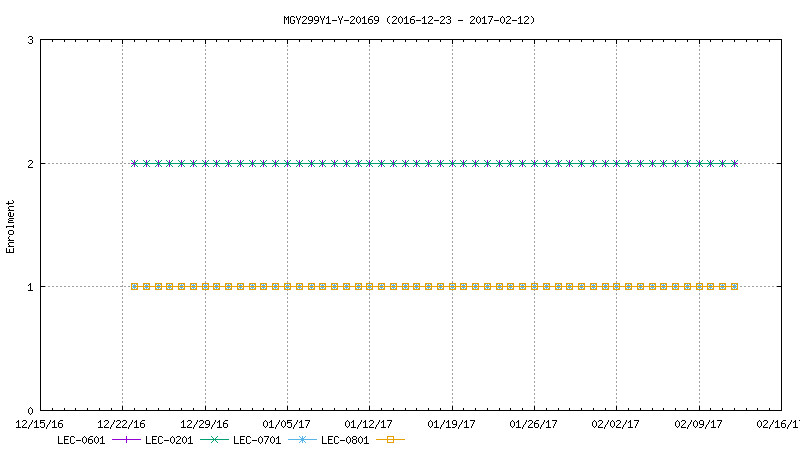 MGY299Y1-Y-20169 (2016-12-23 - 2017-02-12)
3
2
1
0
Enrolment
12/15/16 12/22/16 12/29/16 01/05/17 01/12/17 01/19/17 01/26/17 02/02/17 02/09/17 02/16/1
LEC-0601 LEC-0201 LEC-0701 LEC-0801